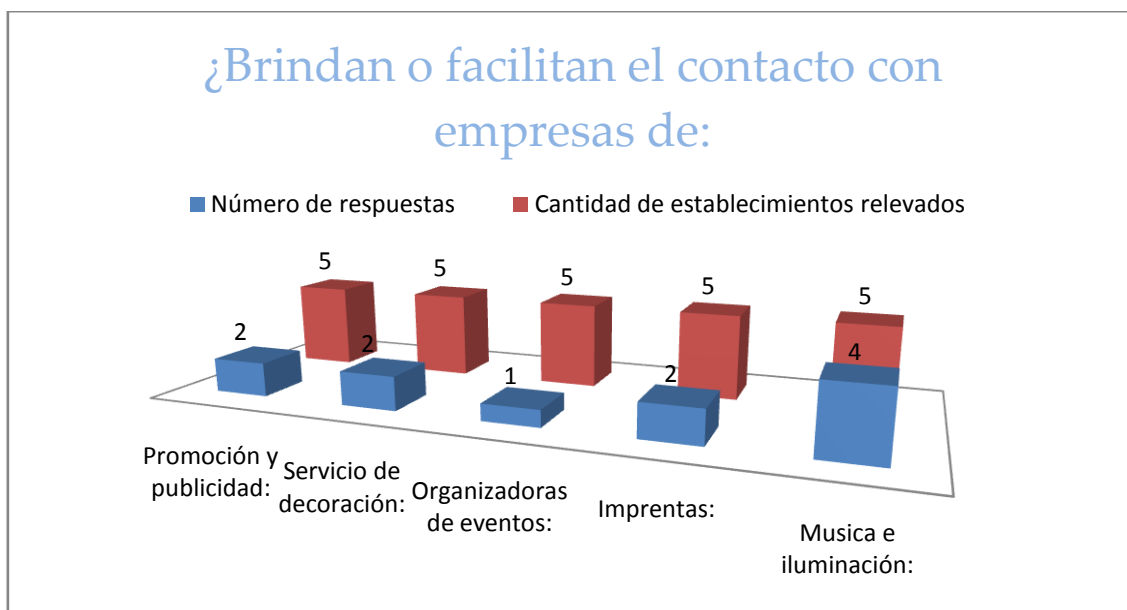 ¿Brindan o facilitan el contacto con
empresas de:
Número de respuestas
Cantidad de establecimientos relevados
5
5
5
5
5
2
2
1
2
4
Promoción y
publicidad:
Servicio de
decoración:
Organizadoras
de eventos:
Imprentas:
Musica e
iluminación: